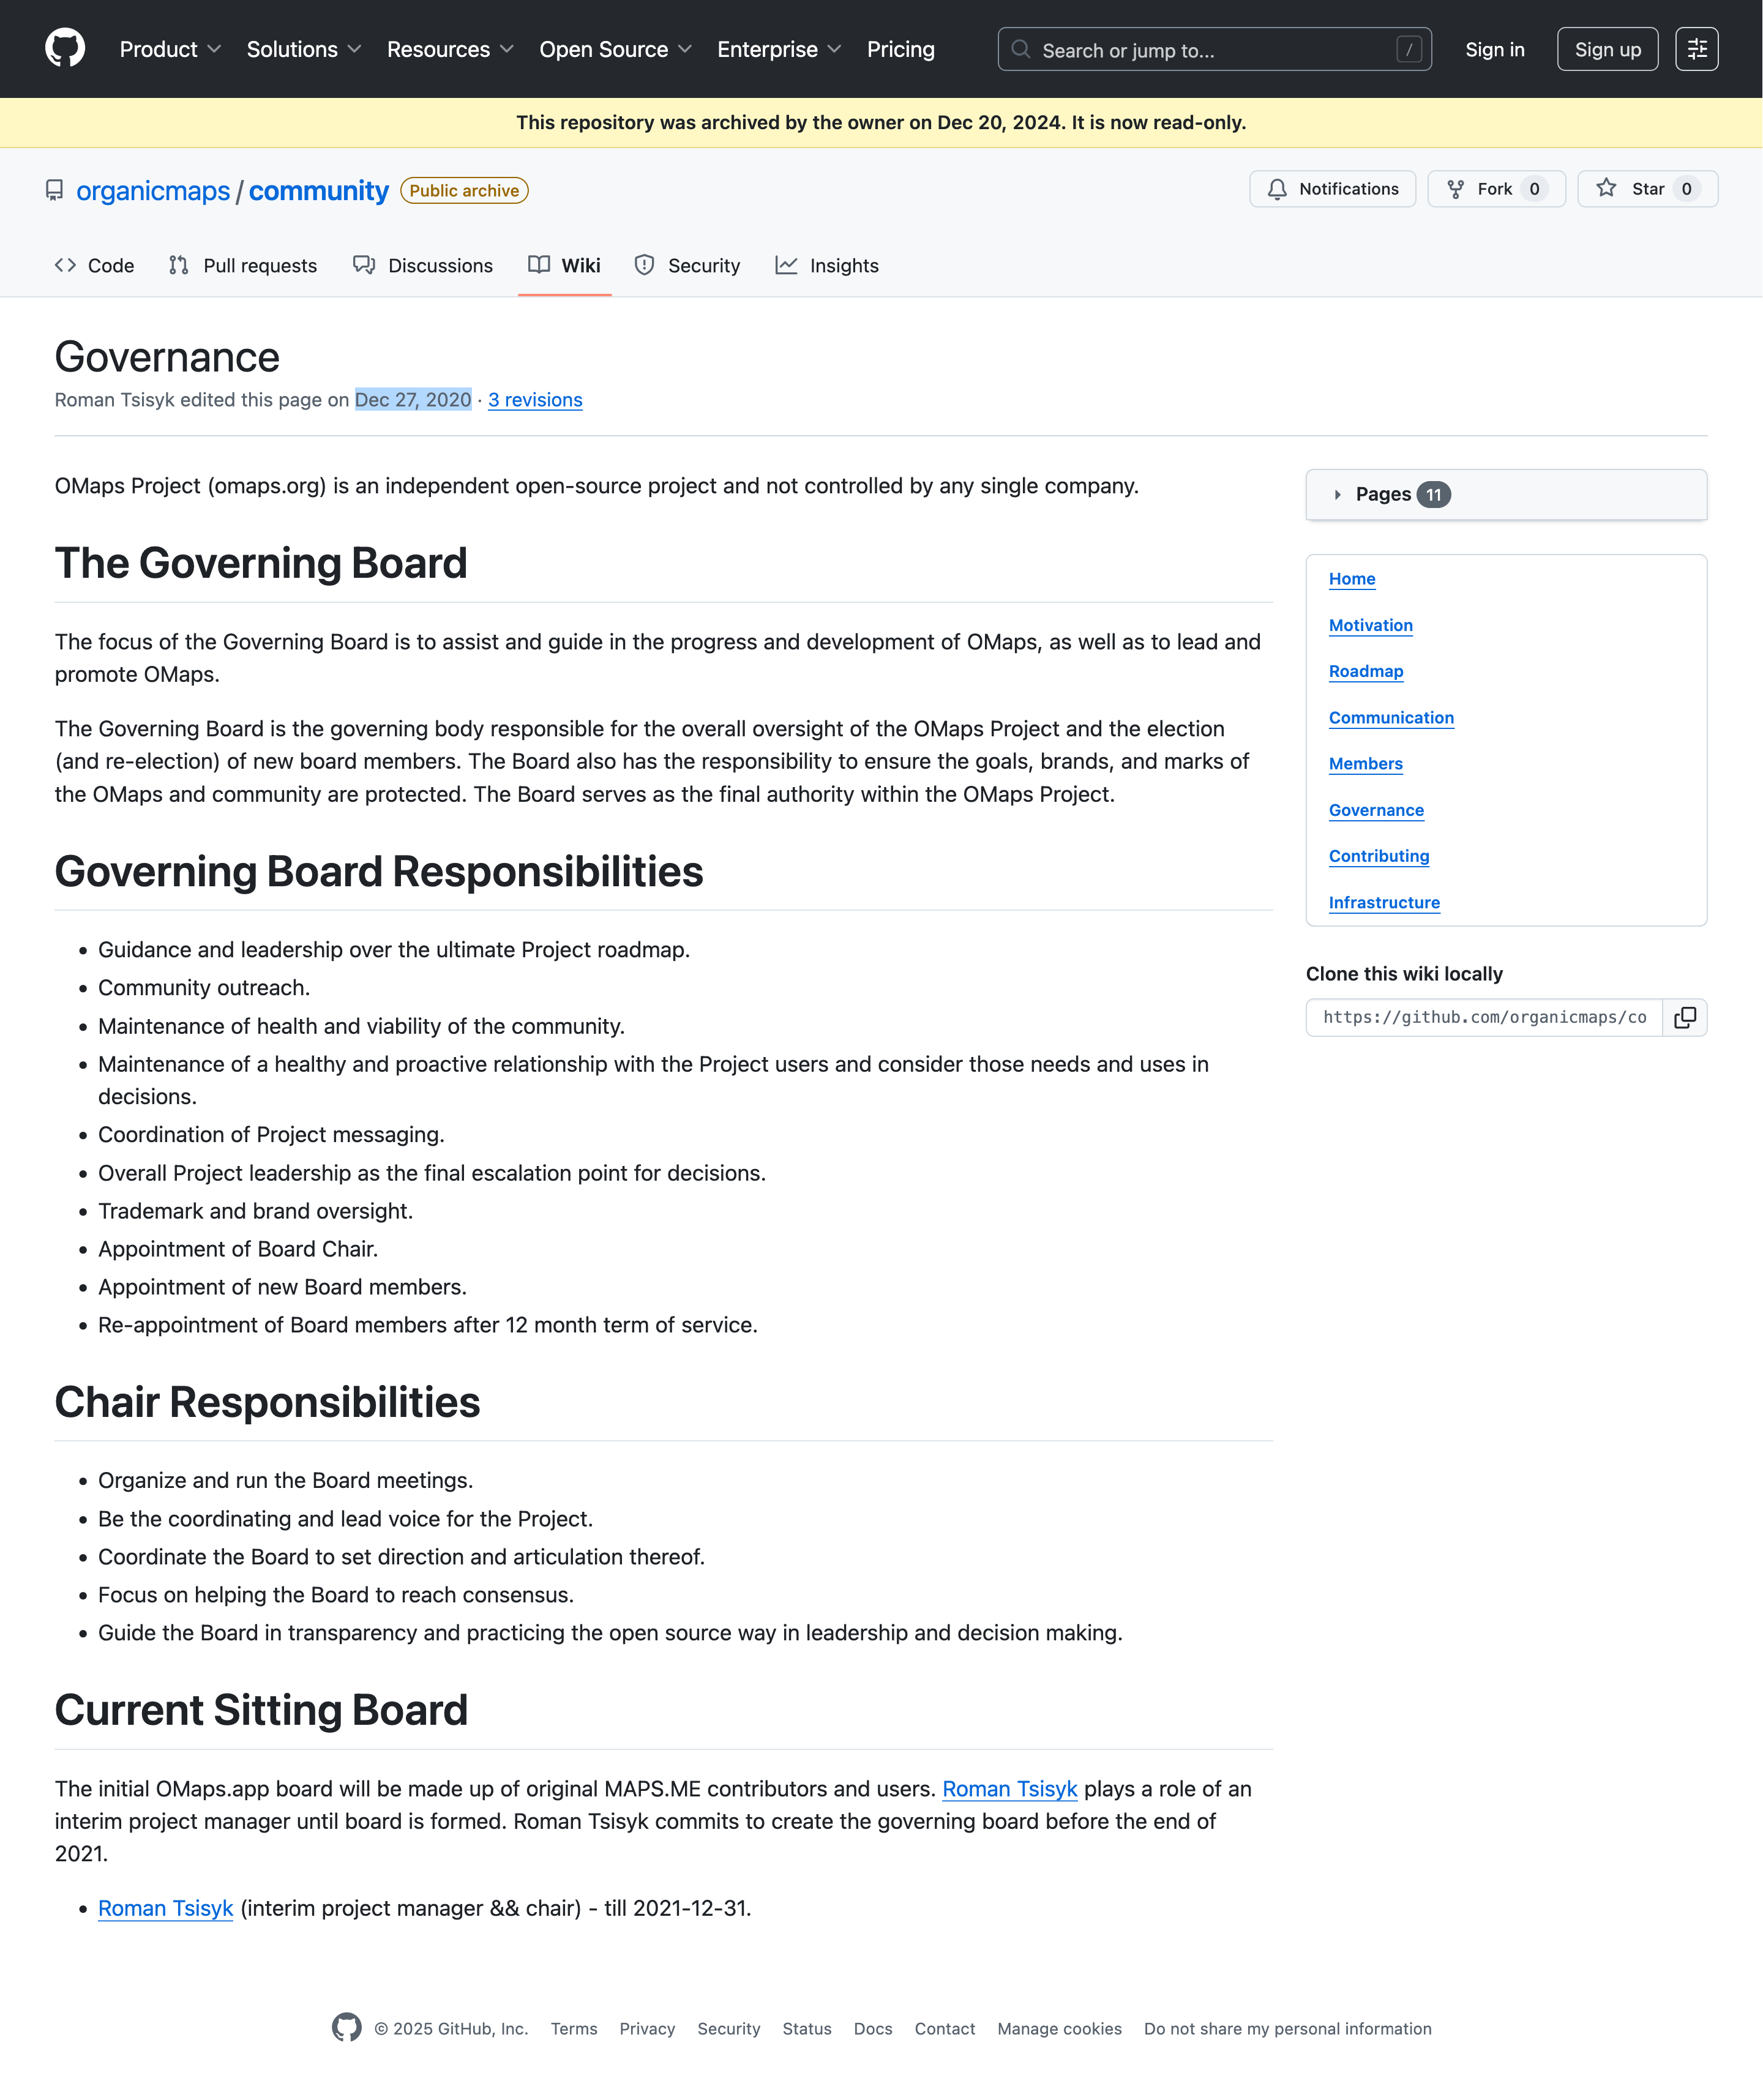 Product Solutions Resources Open Source Enterprise Pricing Search or jump to... / Sign in Sign up
This repository was archived by the owner on Dec 20, 2024. It is now read-only.
organicmaps / community Public archive Notifications Fork 0 Star 0
Code Pull requests Discussions Wiki Security Insights
Governance
Roman Tsisyk edited this page on Dec 27, 2020 · 3 revisions
OMaps Project (omaps.org) is an independent open-source project and not controlled by any single company.
The Governing Board
The focus of the Governing Board is to assist and guide in the progress and development of OMaps, as well as to lead and
promote OMaps.
The Governing Board is the governing body responsible for the overall oversight of the OMaps Project and the election
(and re-election) of new board members. The Board also has the responsibility to ensure the goals, brands, and marks of
the OMaps and community are protected. The Board serves as the final authority within the OMaps Project.
Governing Board Responsibilities
• Guidance and leadership over the ultimate Project roadmap.
• Community outreach.
• Maintenance of health and viability of the community.
• Maintenance of a healthy and proactive relationship with the Project users and consider those needs and uses in
decisions.
• Coordination of Project messaging.
• Overall Project leadership as the final escalation point for decisions.
• Trademark and brand oversight.
• Appointment of Board Chair.
• Appointment of new Board members.
• Re-appointment of Board members after 12 month term of service.
Chair Responsibilities
• Organize and run the Board meetings.
• Be the coordinating and lead voice for the Project.
• Coordinate the Board to set direction and articulation thereof.
• Focus on helping the Board to reach consensus.
• Guide the Board in transparency and practicing the open source way in leadership and decision making.
Current Sitting Board
The initial OMaps.app board will be made up of original MAPS.ME contributors and users. Roman Tsisyk plays a role of an
interim project manager until board is formed. Roman Tsisyk commits to create the governing board before the end of
2021.
• Roman Tsisyk (interim project manager && chair) - till 2021-12-31.
Pages 11
Home
Motivation
Roadmap
Communication
Members
Governance
Contributing
Infrastructure
Clone this wiki locally
https://github.com/organicmaps/co
© 2025 GitHub, Inc. Terms Privacy Security Status Docs Contact Manage cookies Do not share my personal information